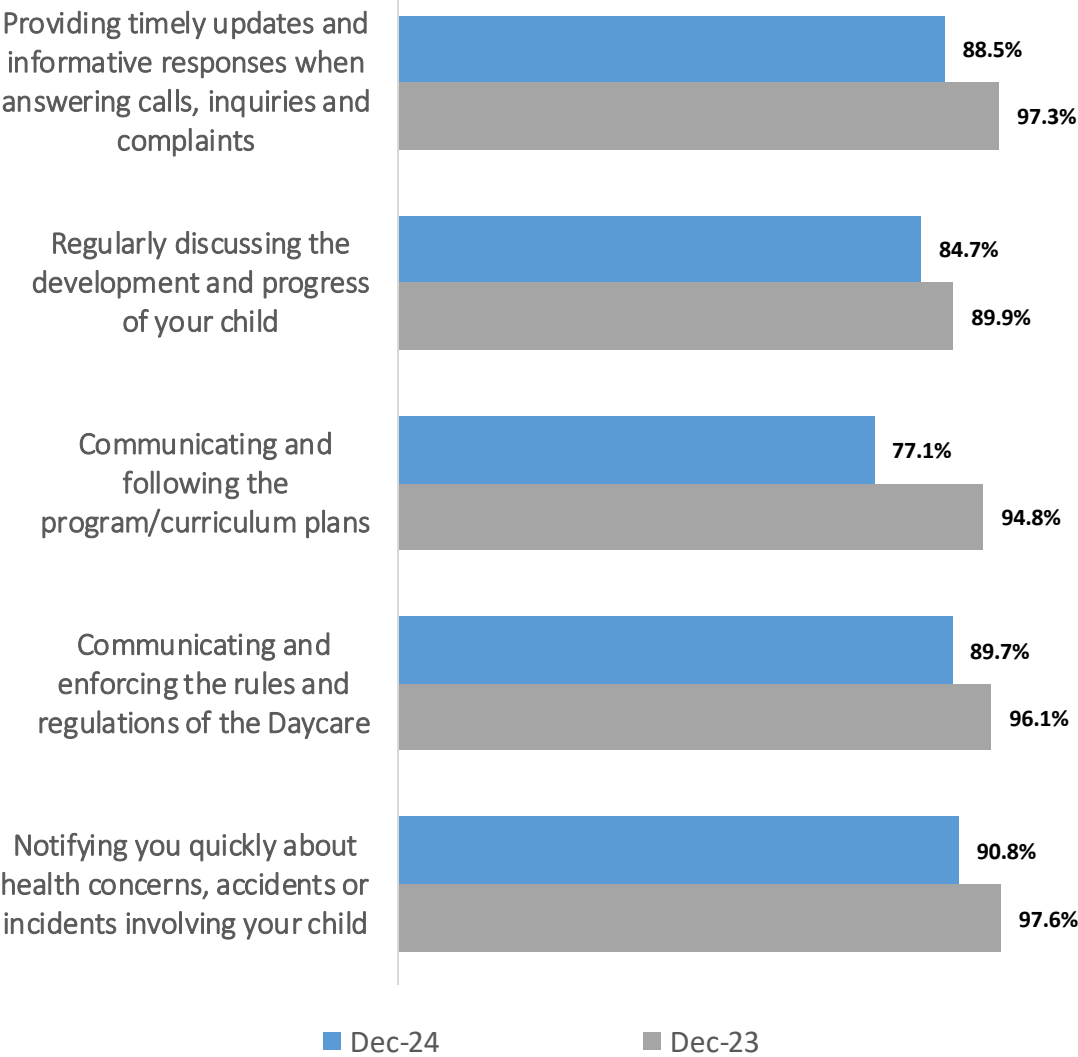 Providing timely updates and
informative responses when
answering calls, inquiries and
complaints
88.5%
97.3%
Regularly discussing the
development and progress
of your child
84.7%
89.9%
Communicating and
following the
program/curriculum plans
77.1%
94.8%
Communicating and
enforcing the rules and
regulations of the Daycare
89.7%
96.1%
Notifying you quickly about
health concerns, accidents or
incidents involving your child
90.8%
97.6%
Dec-24 Dec-23